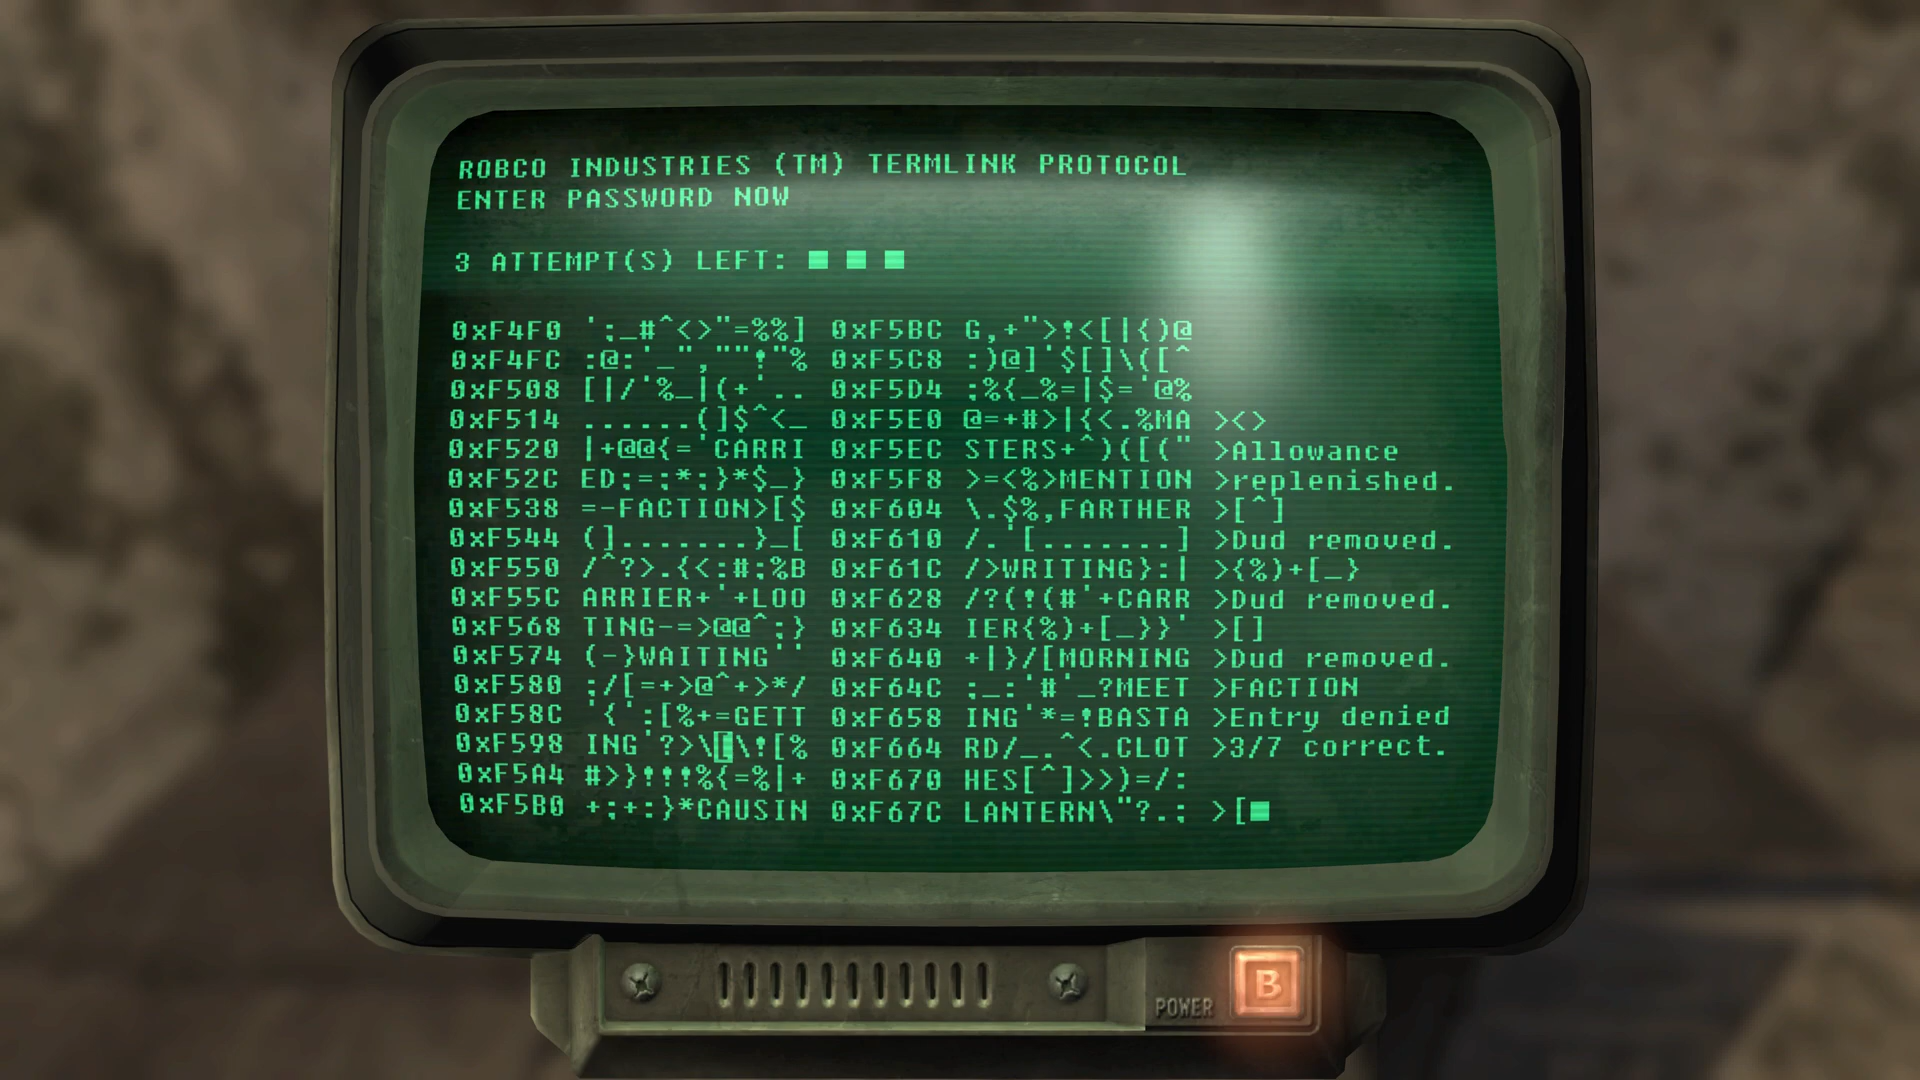 ROBCO INDUSTRIES (TM) TERMLINK PROTOCOL
ENTER PASSWORD NOW
3 ATTEMPT(S) LEFT: ■ ■ ■
0xF4F0 ';_#^<>"=%%] 0xF5BC G,+">!<[|{)@
0xF4FC :@:'_",""!"% 0xF5C8 :)@]'$[]\([^
0xF508 [|/'%_|(+'.. 0xF5D4 ;%{_%=|$='@%
0xF514 ......(]$^<_ 0xF5E0 @=+#>|{<.%MA ><>
0xF520 |+@@{='CARRI 0xF5EC STERS+^)([(" >Allowance
0xF52C ED;=;*;}*$_} 0xF5F8 >=<%>MENTION >replenished.
0xF538 =-FACTION>[$ 0xF604 \.$%,FARTHER >[^]
0xF544 (].......}_[ 0xF610 /.'[.......] >Dud removed.
0xF550 /^?>.{<:#;%B 0xF61C />WRITING}:| >{%)+[_}
0xF55C ARRIER+'+LOO 0xF628 /?(!(#'+CARR >Dud removed.
0xF568 TING-=>@@^;} 0xF634 IER{%)+[_}}' >[]
0xF574 (-}WAITING'' 0xF640 +|}/[MORNING >Dud removed.
0xF580 ;/[=+>@^+>*/ 0xF64C ;_:'#'_?MEET >FACTION
0xF58C '{':[%+=GETT 0xF658 ING'*=!BASTA >Entry denied
0xF598 ING'?>\[\![% 0xF664 RD/_.^<.CLOT >3/7 correct.
0xF5A4 #>}!!!%{=%|+ 0xF670 HES[^]>>)=/:
0xF5B0 +;+:}*CAUSIN 0xF67C LANTERN\"?.; >[■
POWER B